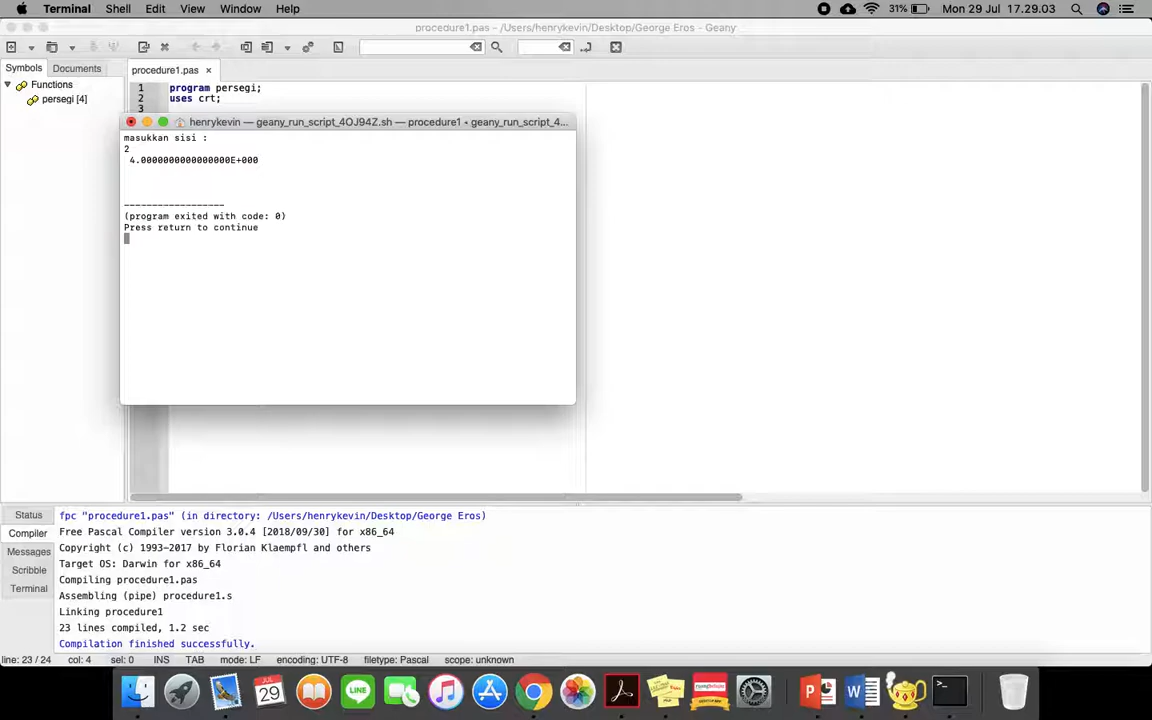 Terminal Shell Edit View Window Help 31% Mon 29 Jul 17.29.03
procedure1.pas - /Users/henrykevin/Desktop/George Eros - Geany
Symbols Documents procedure1.pas ×
Functions
persegi [4]
1 program persegi;
2 uses crt;
3
henrykevin — geany_run_script_4OJ94Z.sh — procedure1 • geany_run_script_4...
masukkan sisi :
2
4.0000000000000000E+000
------------------
(program exited with code: 0)
Press return to continue
Status
Compiler
Messages
Scribble
Terminal
fpc "procedure1.pas" (in directory: /Users/henrykevin/Desktop/George Eros)
Free Pascal Compiler version 3.0.4 [2018/09/30] for x86_64
Copyright (c) 1993-2017 by Florian Klaempfl and others
Target OS: Darwin for x86_64
Compiling procedure1.pas
Assembling (pipe) procedure1.s
Linking procedure1
23 lines compiled, 1.2 sec
Compilation finished successfully.
line: 23 / 24 col: 4 sel: 0 INS TAB mode: LF encoding: UTF-8 filetype: Pascal scope: unknown
JUL
29
LINE
P W >_